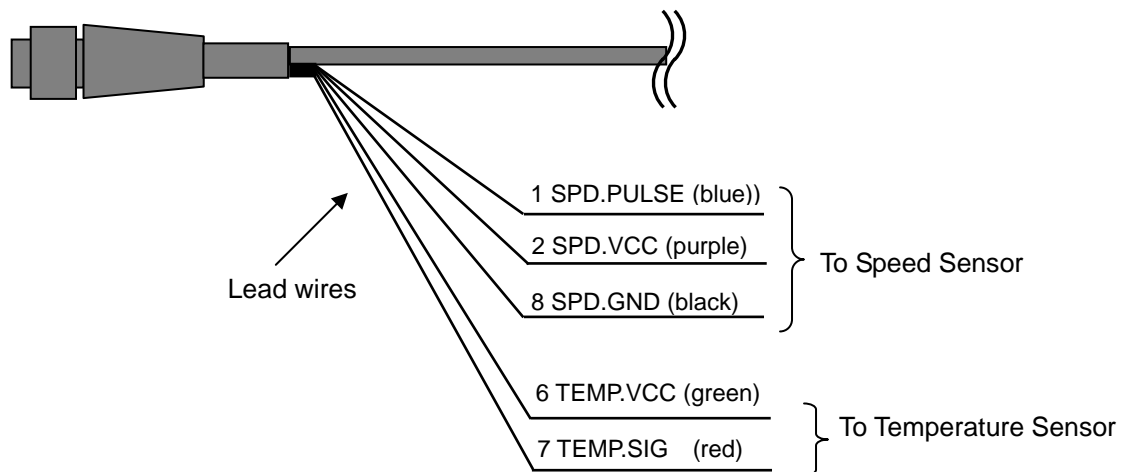 1 SPD.PULSE (blue))
2 SPD.VCC (purple)
To Speed Sensor
Lead wires
8 SPD.GND (black)
6 TEMP.VCC (green)
To Temperature Sensor
7 TEMP.SIG (red)